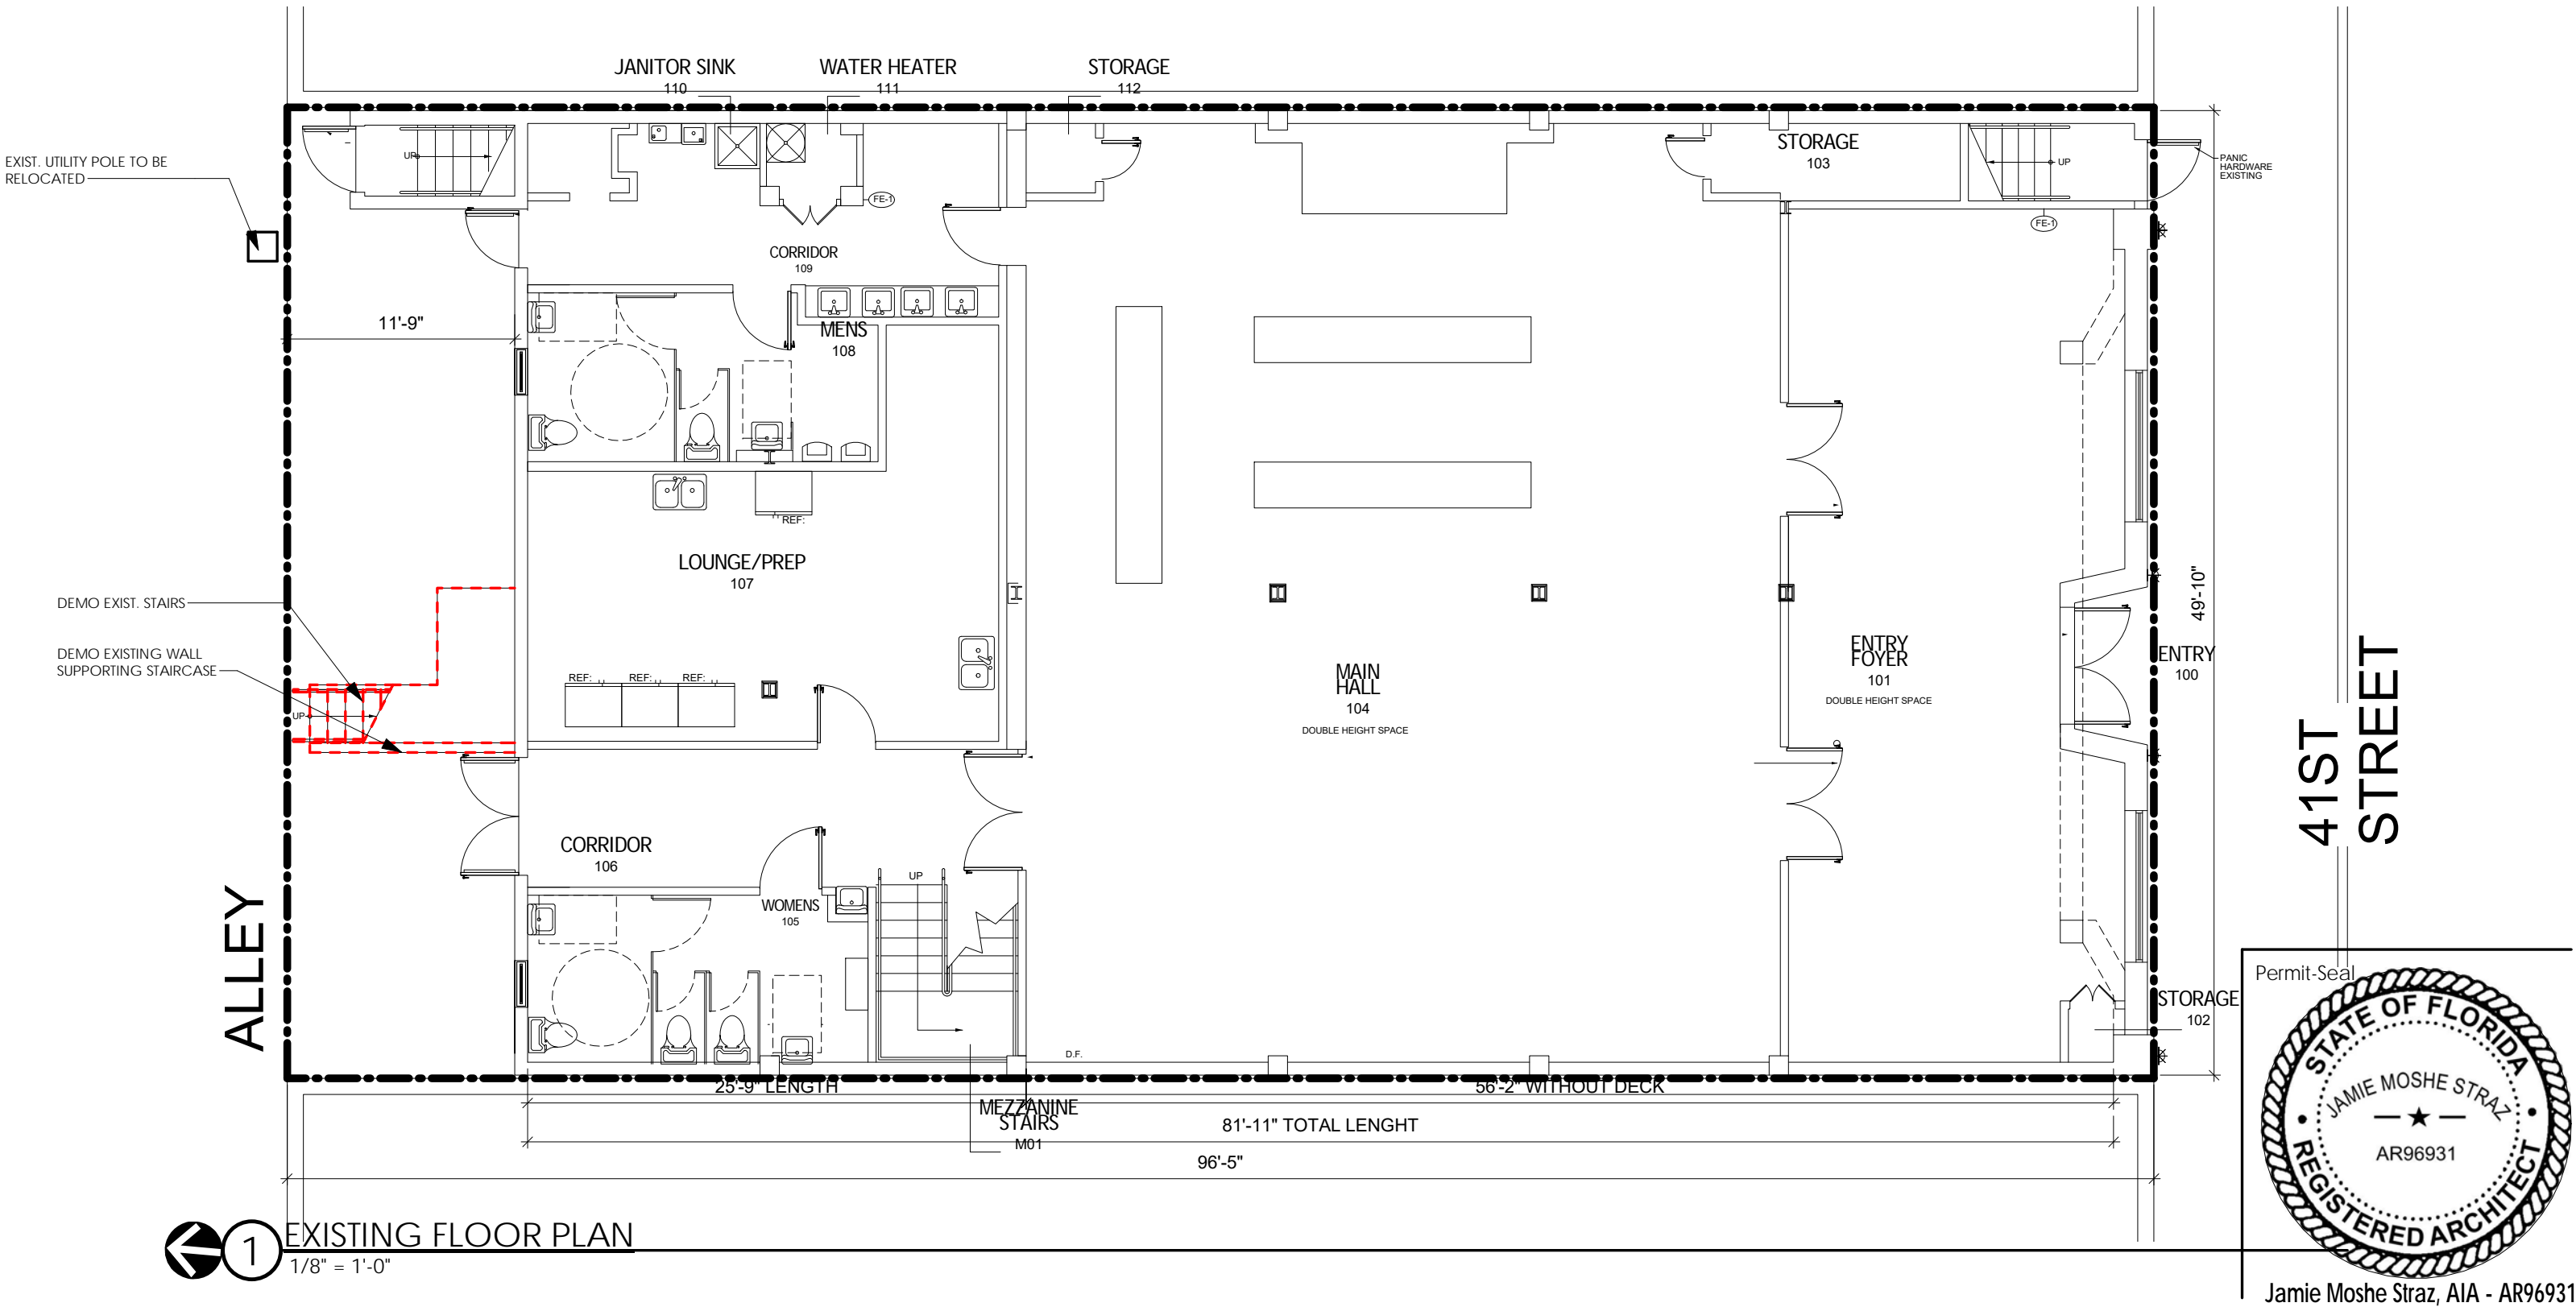 JANITOR SINK
110
WATER HEATER
111
STORAGE
112
EXIST. UTILITY POLE TO BE
RELOCATED
UP
STORAGE
103
UP
PANIC
HARDWARE
EXISTING
FE-1
FE-1
CORRIDOR
109
11'-9"
MENS
108
REF:
LOUNGE/PREP
107
DEMO EXIST. STAIRS
DEMO EXISTING WALL
SUPPORTING STAIRCASE
UP
REF:
REF:
REF:
MAIN
HALL
104
DOUBLE HEIGHT SPACE
ENTRY
FOYER
101
DOUBLE HEIGHT SPACE
ENTRY
100
49'-10"
41ST
STREET
CORRIDOR
106
UP
WOMENS
105
ALLEY
D.F.
STORAGE
102
25'-9" LENGTH
56'-2" WITHOUT DECK
MEZZANINE
STAIRS
M01
81'-11" TOTAL LENGHT
96'-5"
1
EXISTING FLOOR PLAN
1/8" = 1'-0"
Permit-Seal
STATE OF FLORIDA
JAMIE MOSHE STRAZ
AR96931
REGISTERED ARCHITECT
Jamie Moshe Straz, AIA - AR96931